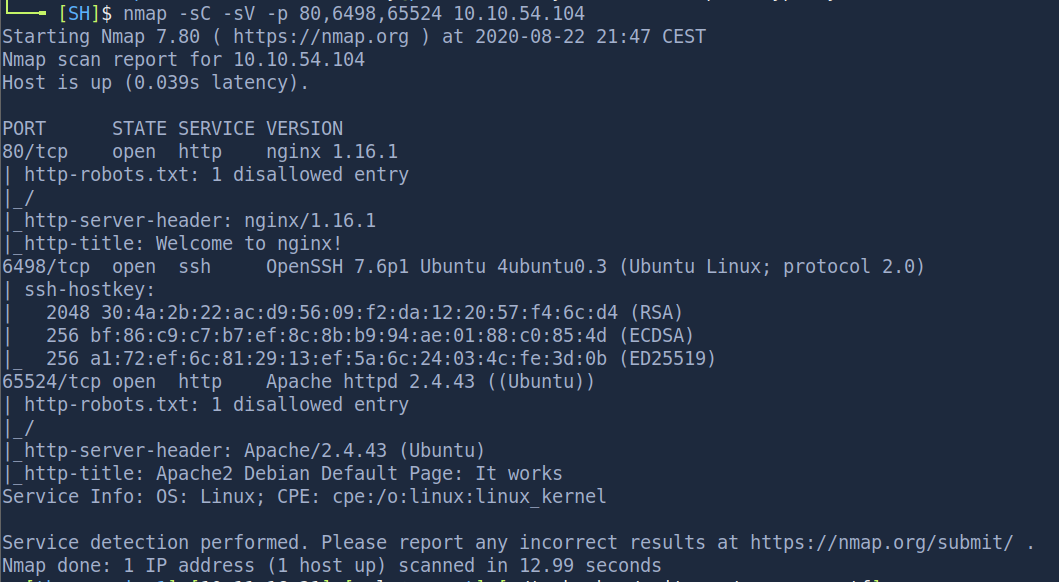 [SH]$ nmap -sC -sV -p 80,6498,65524 10.10.54.104
Starting Nmap 7.80 ( https://nmap.org ) at 2020-08-22 21:47 CEST
Nmap scan report for 10.10.54.104
Host is up (0.039s latency).
PORT      STATE SERVICE VERSION
80/tcp    open  http    nginx 1.16.1
| http-robots.txt: 1 disallowed entry
|_/
|_http-server-header: nginx/1.16.1
|_http-title: Welcome to nginx!
6498/tcp  open  ssh     OpenSSH 7.6p1 Ubuntu 4ubuntu0.3 (Ubuntu Linux; protocol 2.0)
| ssh-hostkey:
|   2048 30:4a:2b:22:ac:d9:56:09:f2:da:12:20:57:f4:6c:d4 (RSA)
|   256 bf:86:c9:c7:b7:ef:8c:8b:b9:94:ae:01:88:c0:85:4d (ECDSA)
|_  256 a1:72:ef:6c:81:29:13:ef:5a:6c:24:03:4c:fe:3d:0b (ED25519)
65524/tcp open  http    Apache httpd 2.4.43 ((Ubuntu))
| http-robots.txt: 1 disallowed entry
|_/
|_http-server-header: Apache/2.4.43 (Ubuntu)
|_http-title: Apache2 Debian Default Page: It works
Service Info: OS: Linux; CPE: cpe:/o:linux:linux_kernel
Service detection performed. Please report any incorrect results at https://nmap.org/submit/ .
Nmap done: 1 IP address (1 host up) scanned in 12.99 seconds